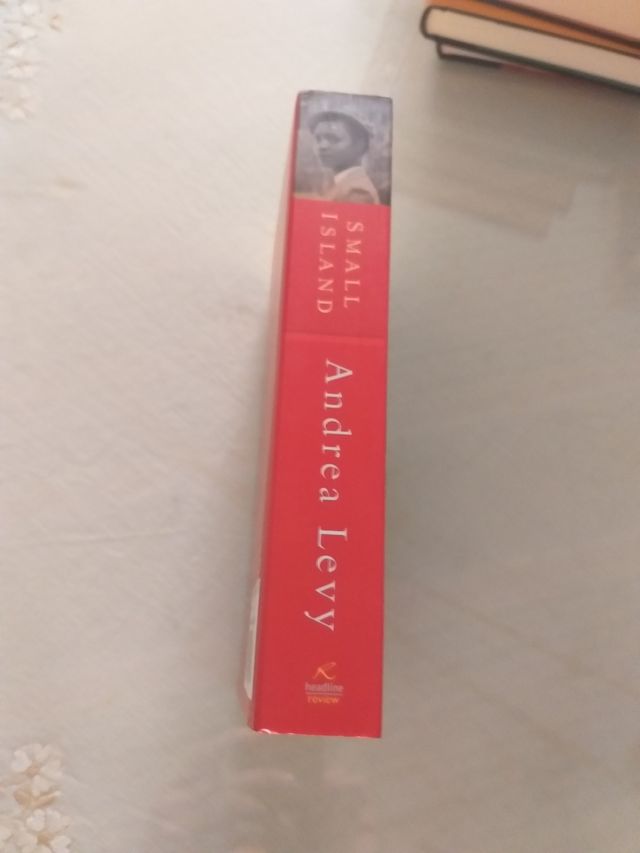 SMALL
ISLAND
Andrea Levy
headline
review